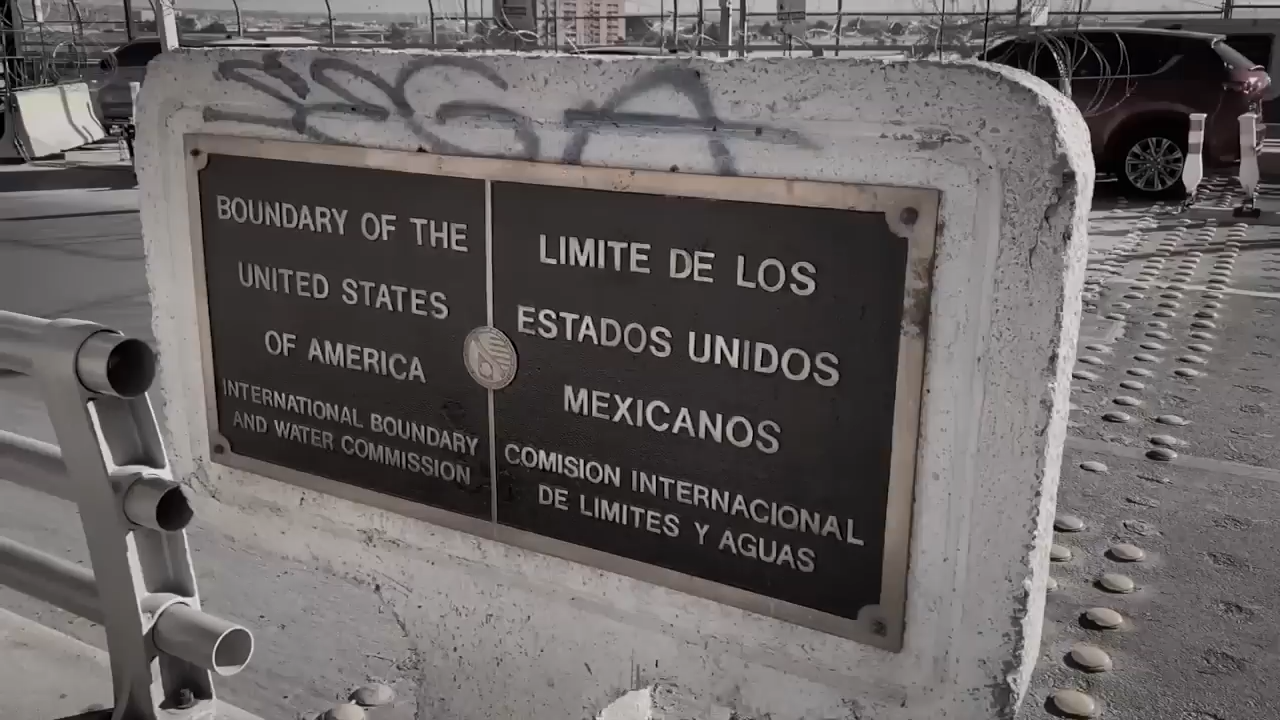 BOUNDARY OF THE
UNITED STATES
OF AMERICA
INTERNATIONAL BOUNDARY
AND WATER COMMISSION
LIMITE DE LOS
ESTADOS UNIDOS
MEXICANOS
COMISION INTERNACIONAL
DE LIMITES Y AGUAS